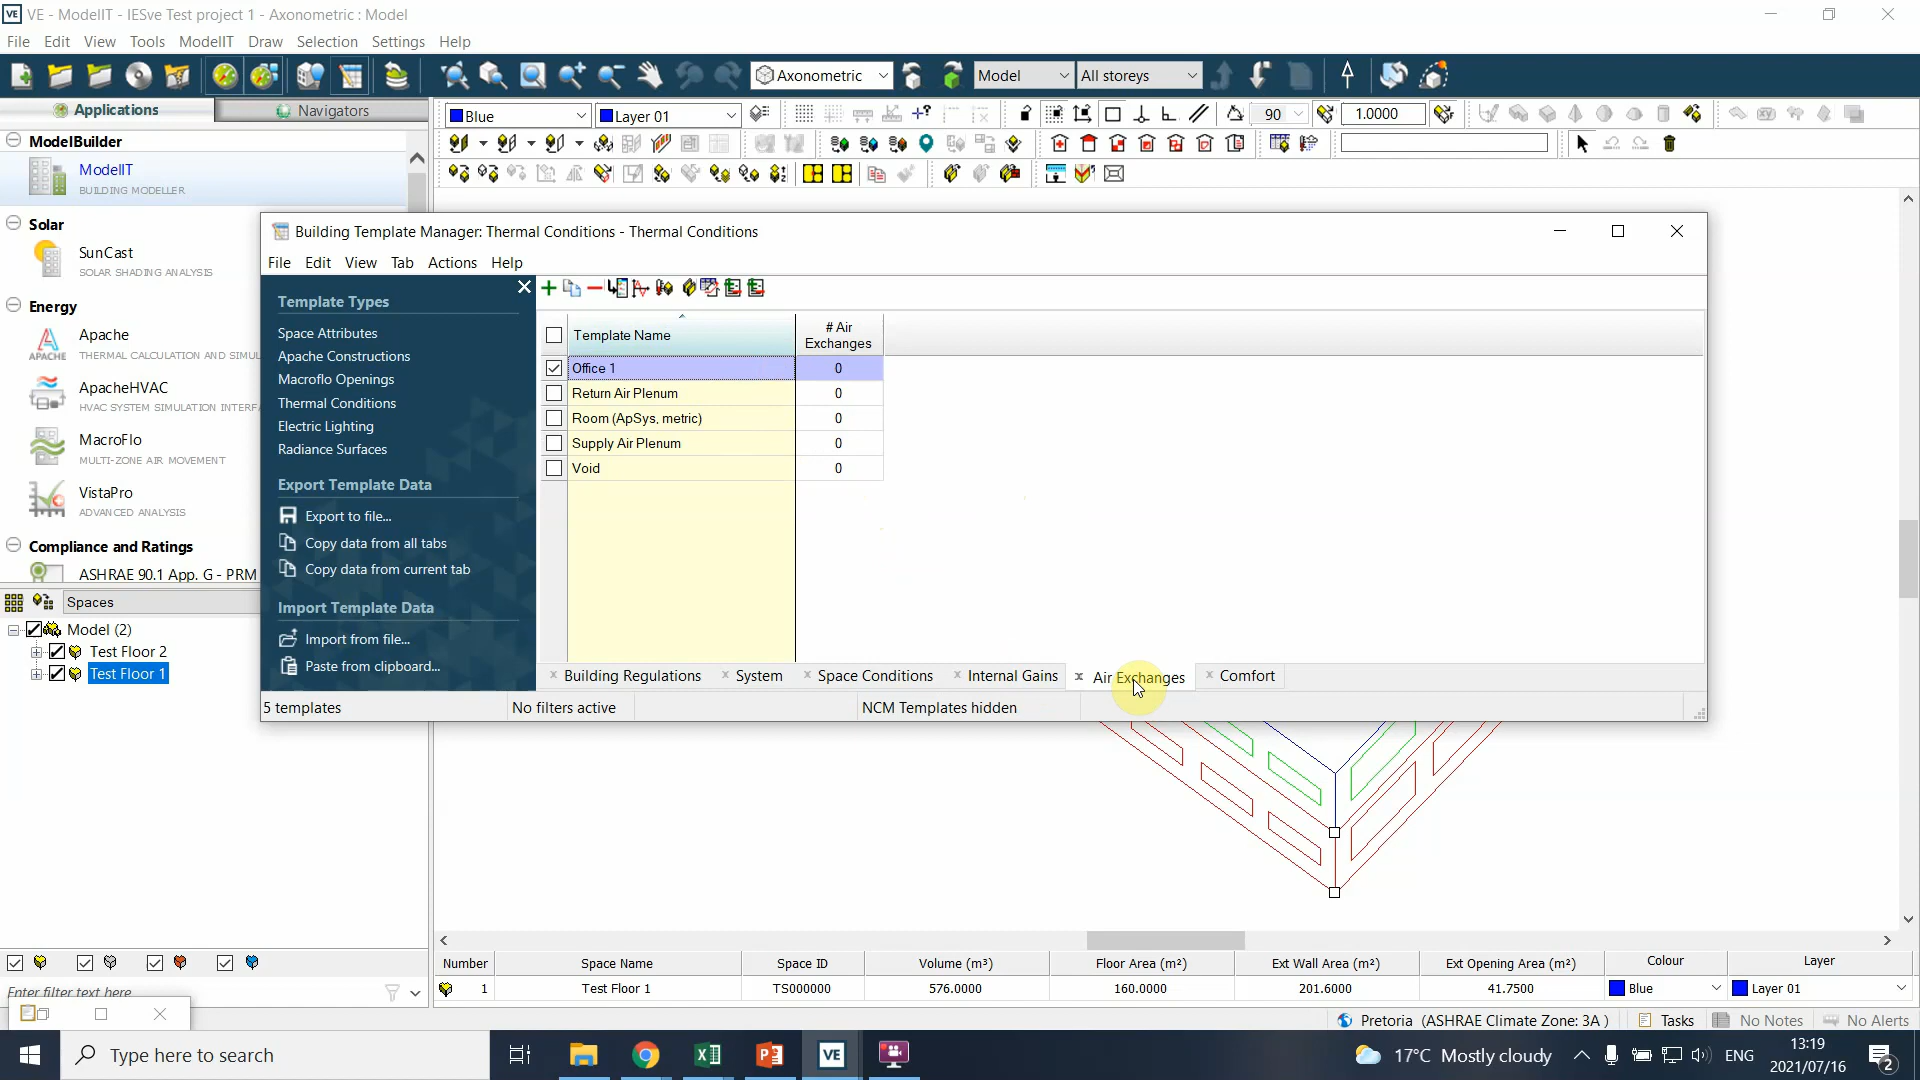 VE - ModelIT - IESve Test project 1 - Axonometric : Model
File Edit View Tools ModelIT Draw Selection Settings Help
Axonometric
Model
All storeys
Applications
Navigators
Blue
Layer 01
90
1.0000
ModelBuilder
ModelIT
BUILDING MODELLER
Solar
SunCast
SOLAR SHADING ANALYSIS
Energy
APACHE
Apache
THERMAL CALCULATION AND SIMU
ApacheHVAC
HVAC SYSTEM SIMULATION INTERFA
MacroFlo
MULTI-ZONE AIR MOVEMENT
VistaPro
ADVANCED ANALYSIS
Compliance and Ratings
ASHRAE 90.1 App. G - PRM
Spaces
Model (2)
Test Floor 2
Test Floor 1
Enter filter text here
Building Template Manager: Thermal Conditions - Thermal Conditions
File Edit View Tab Actions Help
Template Types
Space Attributes
Apache Constructions
Macroflo Openings
Thermal Conditions
Electric Lighting
Radiance Surfaces
Export Template Data
Export to file...
Copy data from all tabs
Copy data from current tab
Import Template Data
Import from file...
Paste from clipboard...
Template Name
# Air
Exchanges
Office 1 0
Return Air Plenum 0
Room (ApSys, metric) 0
Supply Air Plenum 0
Void 0
Building Regulations System Space Conditions Internal Gains Air Exchanges Comfort
5 templates No filters active NCM Templates hidden
Number Space Name Space ID Volume (m³) Floor Area (m²) Ext Wall Area (m²) Ext Opening Area (m²) Colour Layer
1 Test Floor 1 TS000000 576.0000 160.0000 201.6000 41.7500 Blue Layer 01
Pretoria (ASHRAE Climate Zone: 3A ) Tasks No Notes No Alerts
Type here to search
VE
17°C Mostly cloudy
ENG
13:19
2021/07/16
2